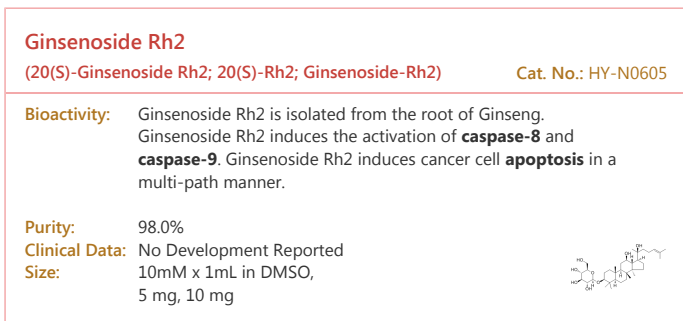 Ginsenoside Rh2
(20(S)-Ginsenoside Rh2; 20(S)-Rh2; Ginsenoside-Rh2) Cat. No.: HY-N0605
Bioactivity: Ginsenoside Rh2 is isolated from the root of Ginseng.
Ginsenoside Rh2 induces the activation of caspase-8 and
caspase-9. Ginsenoside Rh2 induces cancer cell apoptosis in a
multi-path manner.
Purity: 98.0%
Clinical Data: No Development Reported
Size: 10mM x 1mL in DMSO,
5 mg, 10 mg